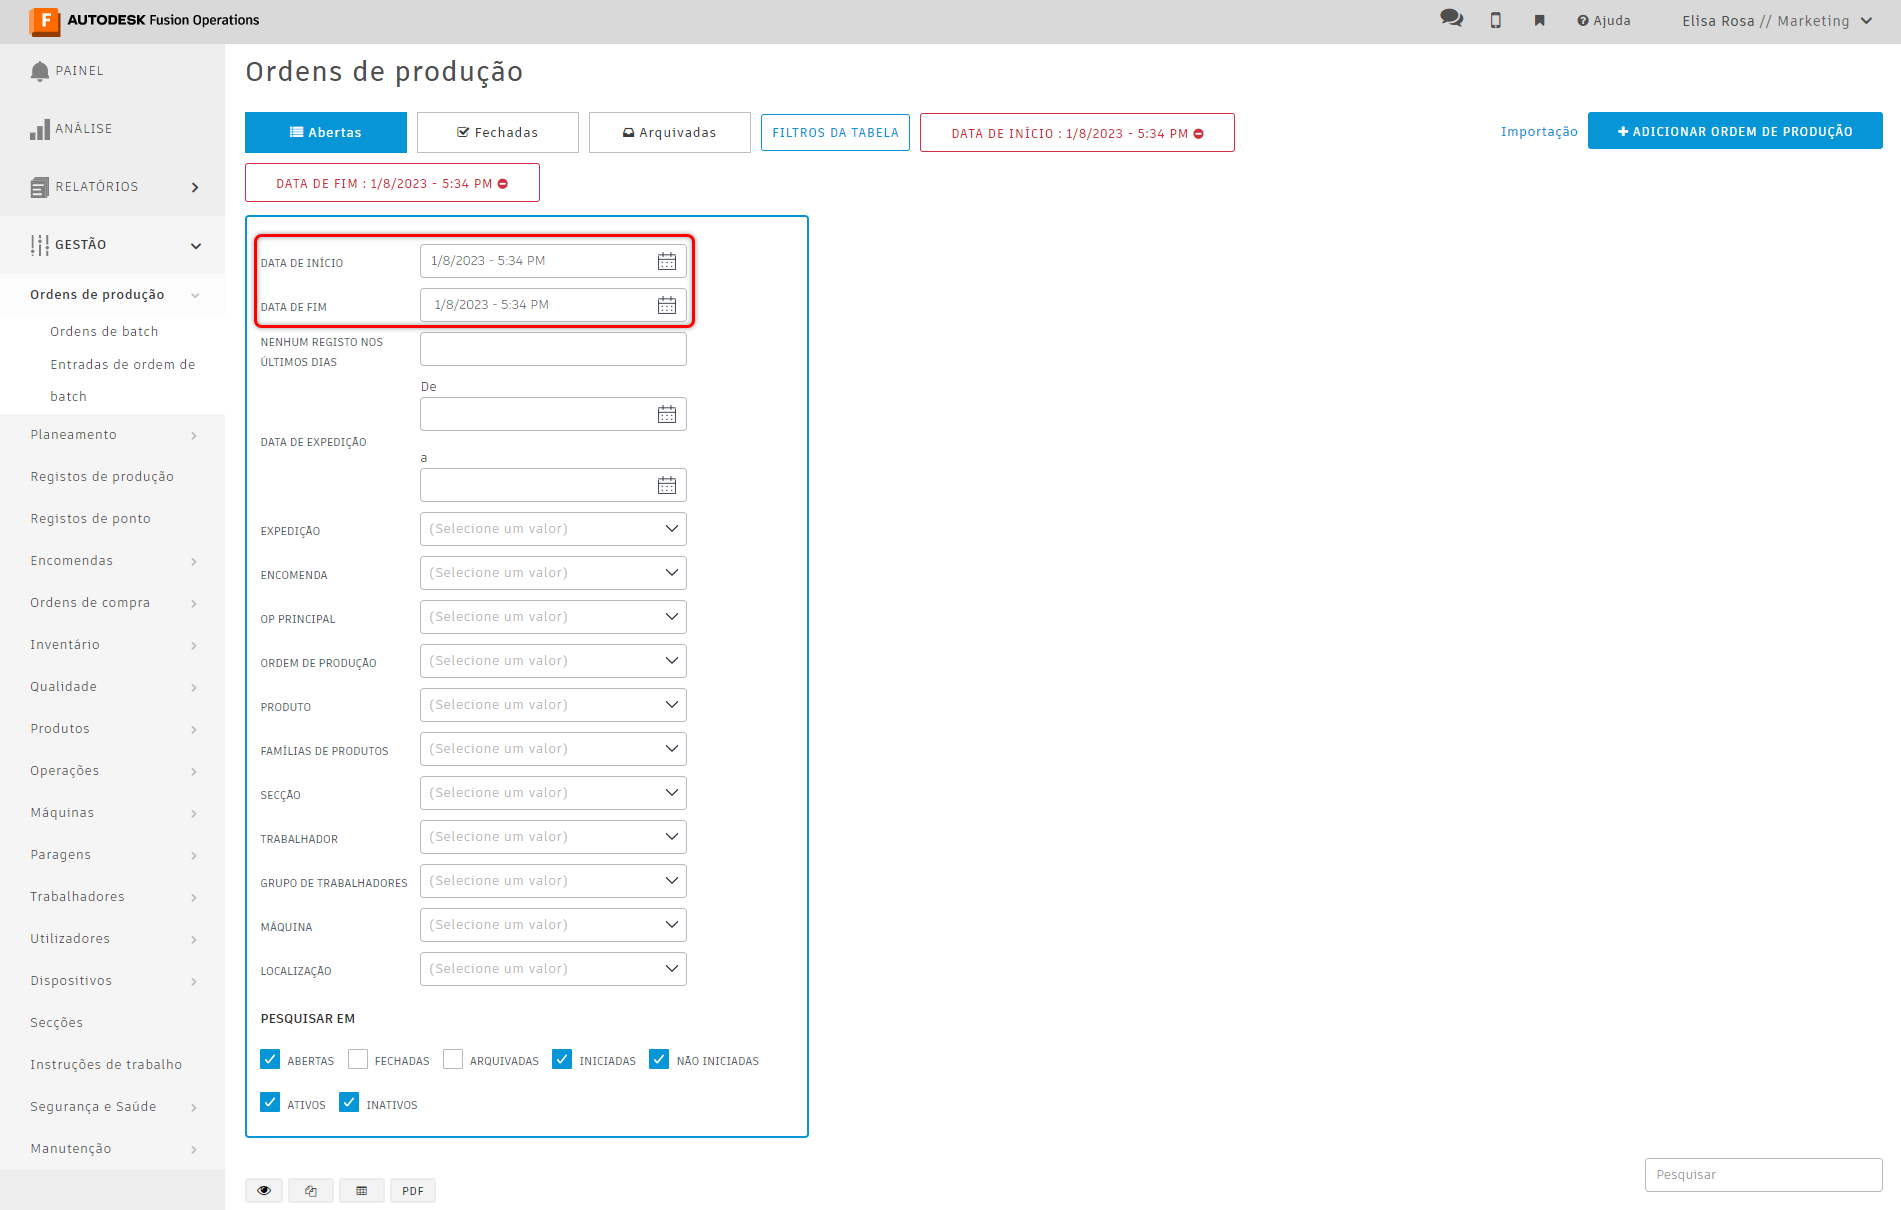 AUTODESK Fusion Operations
Ajuda
Elisa Rosa // Marketing
PAINEL
ANÁLISE
RELATÓRIOS
GESTÃO
Ordens de produção
Ordens de batch
Entradas de ordem de
batch
Planeamento
Registos de produção
Registos de ponto
Encomendas
Ordens de compra
Inventário
Qualidade
Produtos
Operações
Máquinas
Paragens
Trabalhadores
Utilizadores
Dispositivos
Secções
Instruções de trabalho
Segurança e Saúde
Manutenção
Ordens de produção
Abertas
Fechadas
Arquivadas
FILTROS DA TABELA
DATA DE INÍCIO : 1/8/2023 - 5:34 PM
Importação
ADICIONAR ORDEM DE PRODUÇÃO
DATA DE FIM : 1/8/2023 - 5:34 PM
DATA DE INÍCIO 1/8/2023 - 5:34 PM
DATA DE FIM 1/8/2023 - 5:34 PM
NENHUM REGISTO NOS
ÚLTIMOS DIAS
De
DATA DE EXPEDIÇÃO
a
EXPEDIÇÃO (Selecione um valor)
ENCOMENDA (Selecione um valor)
OP PRINCIPAL (Selecione um valor)
ORDEM DE PRODUÇÃO (Selecione um valor)
PRODUTO (Selecione um valor)
FAMÍLIAS DE PRODUTOS (Selecione um valor)
SECÇÃO (Selecione um valor)
TRABALHADOR (Selecione um valor)
GRUPO DE TRABALHADORES (Selecione um valor)
MÁQUINA (Selecione um valor)
LOCALIZAÇÃO (Selecione um valor)
PESQUISAR EM
ABERTAS FECHADAS ARQUIVADAS INICIADAS NÃO INICIADAS
ATIVOS INATIVOS
PDF
Pesquisar